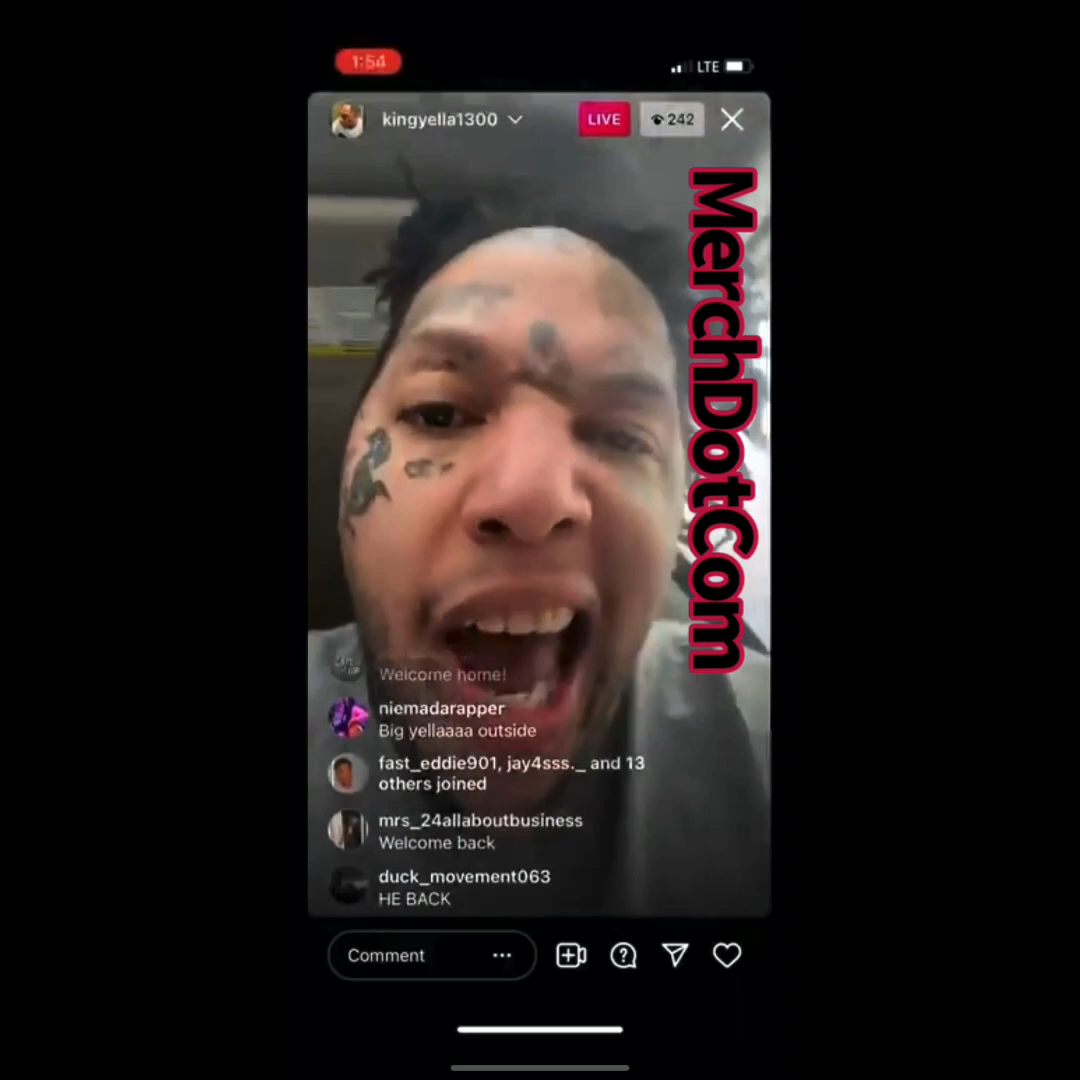 1:54
LTE
kingyella1300
LIVE
242
MerchDotCom
Welcome home!
niemadarapper
Big yellaaaa outside
fast_eddie901, jay4sss._ and 13
others joined
mrs_24allaboutbusiness
Welcome back
duck_movement063
HE BACK
Comment